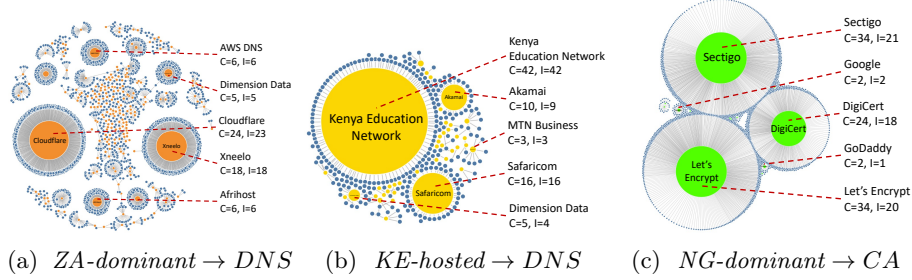 AWS DNS
C=6, I=6
Dimension Data
C=5, I=5
Cloudflare
C=24, I=23
Xneelo
C=18, I=18
Afrihost
C=6, I=6
Cloudflare
Xneelo
(a) ZA-dominant → DNS
Kenya
Education Network
C=42, I=42
Akamai
C=10, I=9
MTN Business
C=3, I=3
Safaricom
C=16, I=16
Dimension Data
C=5, I=4
Kenya Education
Network
Akamai
Safaricom
(b) KE-hosted → DNS
Sectigo
C=34, I=21
Google
C=2, I=2
DigiCert
C=24, I=18
GoDaddy
C=2, I=1
Let's Encrypt
C=34, I=20
Sectigo
DigiCert
Let's
Encrypt
(c) NG-dominant → CA